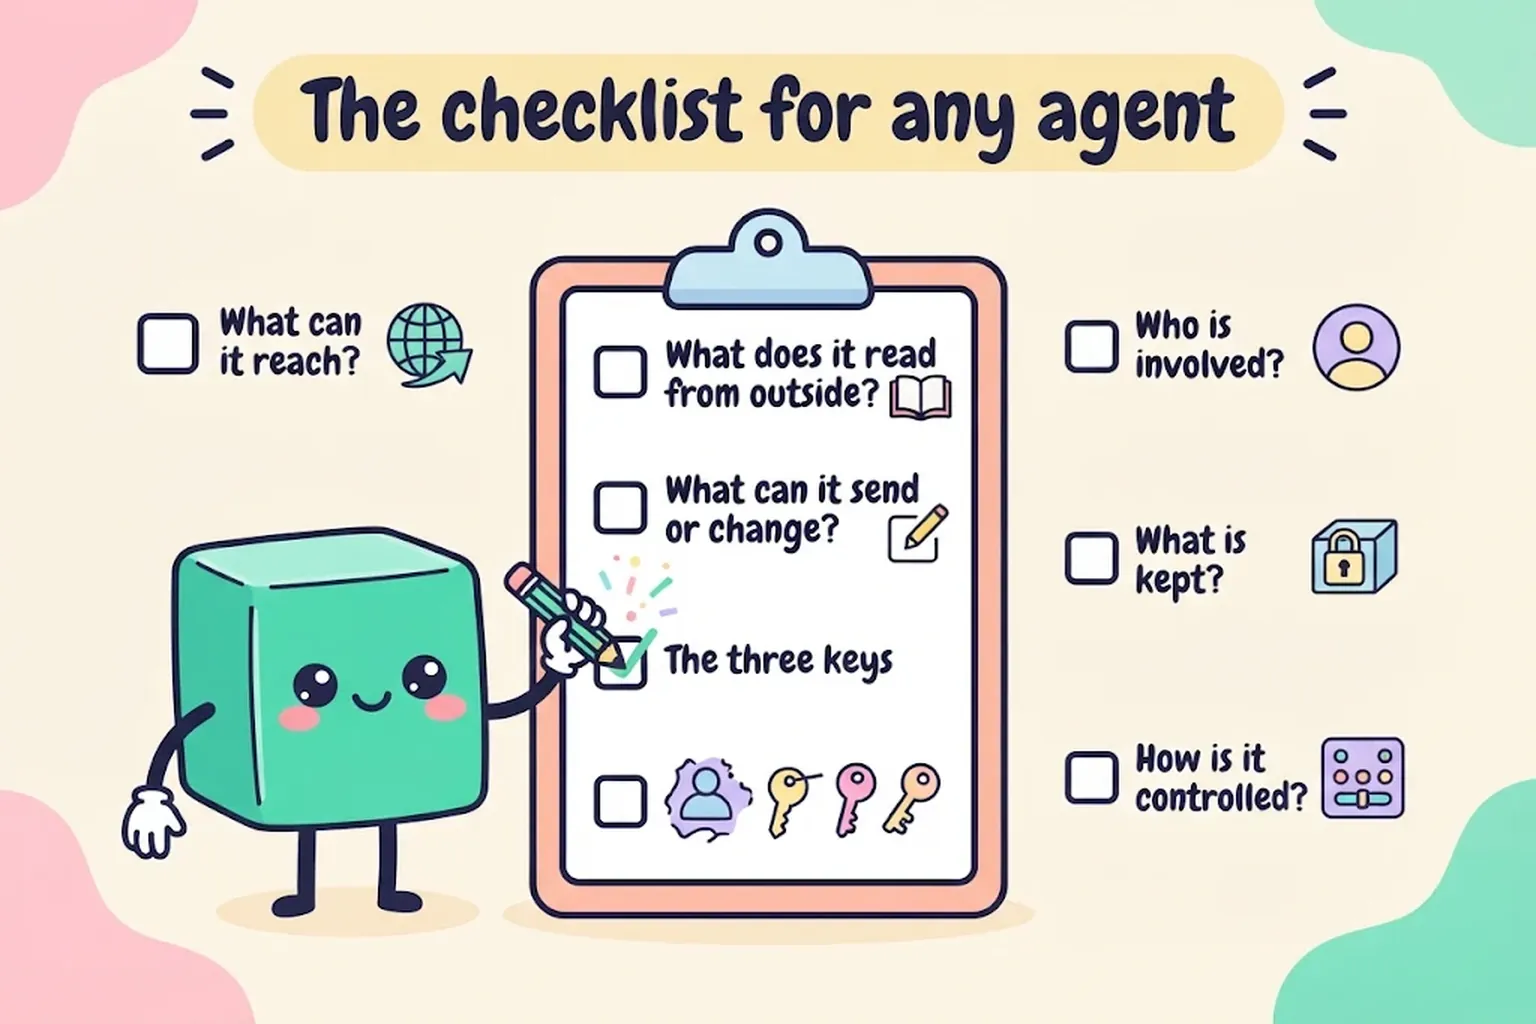 The checklist for any agent
What can
it reach?
What does it read
from outside?
What can it send
or change?
The three keys
Who is
involved?
What is
kept?
How is it
controlled?